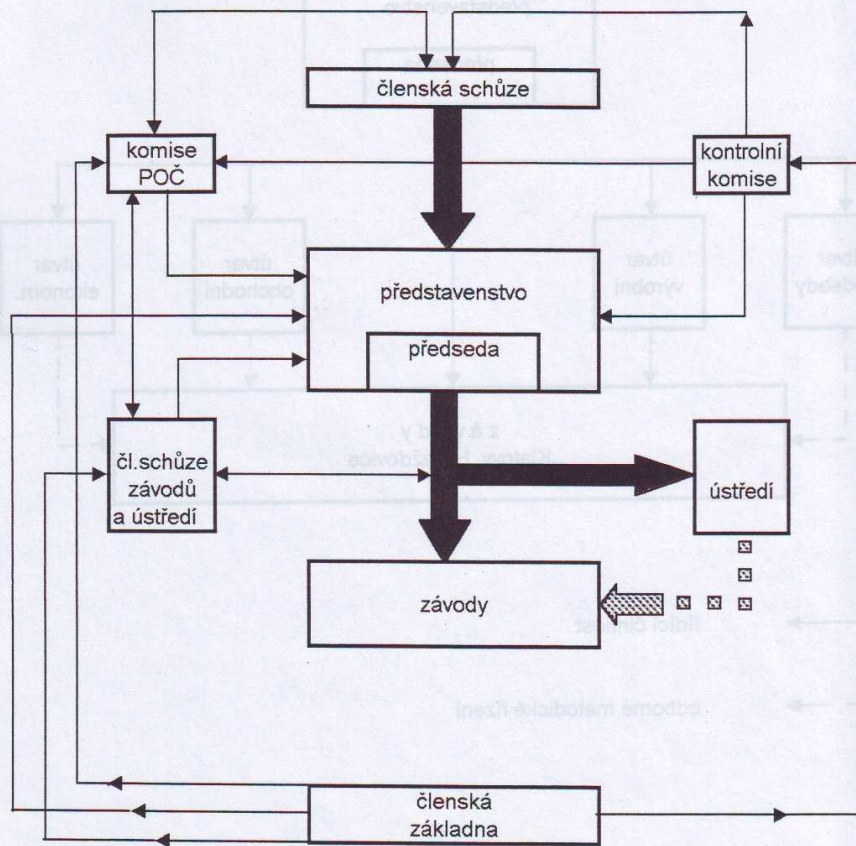 členská schůze
komise
POČ
kontrolní
komise
představenstvo
předseda
čl.schůze
závodů
a ústředí
ústředí
závody
členská
základna